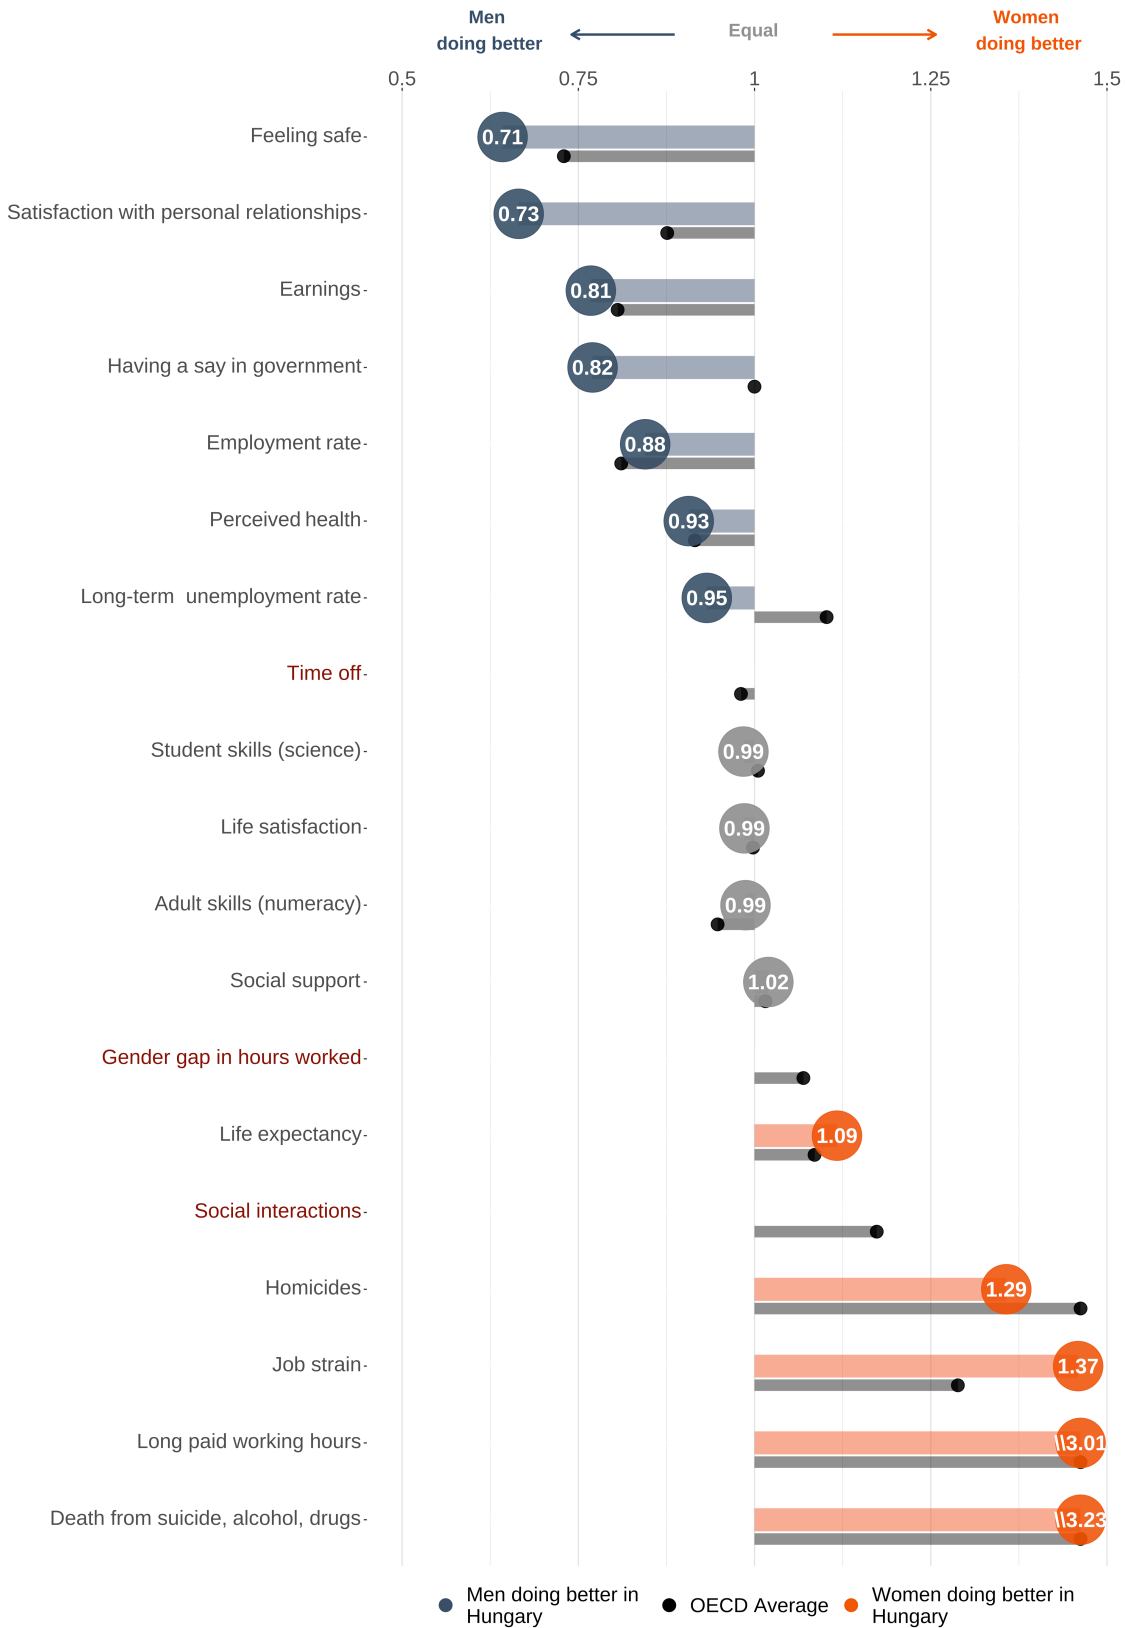 Men
doing better
Equal
Women
doing better
0.5 0.75 1 1.25 1.5
Feeling safe 0.71
Satisfaction with personal relationships 0.73
Earnings 0.81
Having a say in government 0.82
Employment rate 0.88
Perceived health 0.93
Long-term unemployment rate 0.95
Time off
Student skills (science) 0.99
Life satisfaction 0.99
Adult skills (numeracy) 0.99
Social support 1.02
Gender gap in hours worked
Life expectancy 1.09
Social interactions
Homicides 1.29
Job strain 1.37
Long paid working hours \\3.01
Death from suicide, alcohol, drugs \\3.23
Men doing better in
Hungary
OECD Average
Women doing better in
Hungary